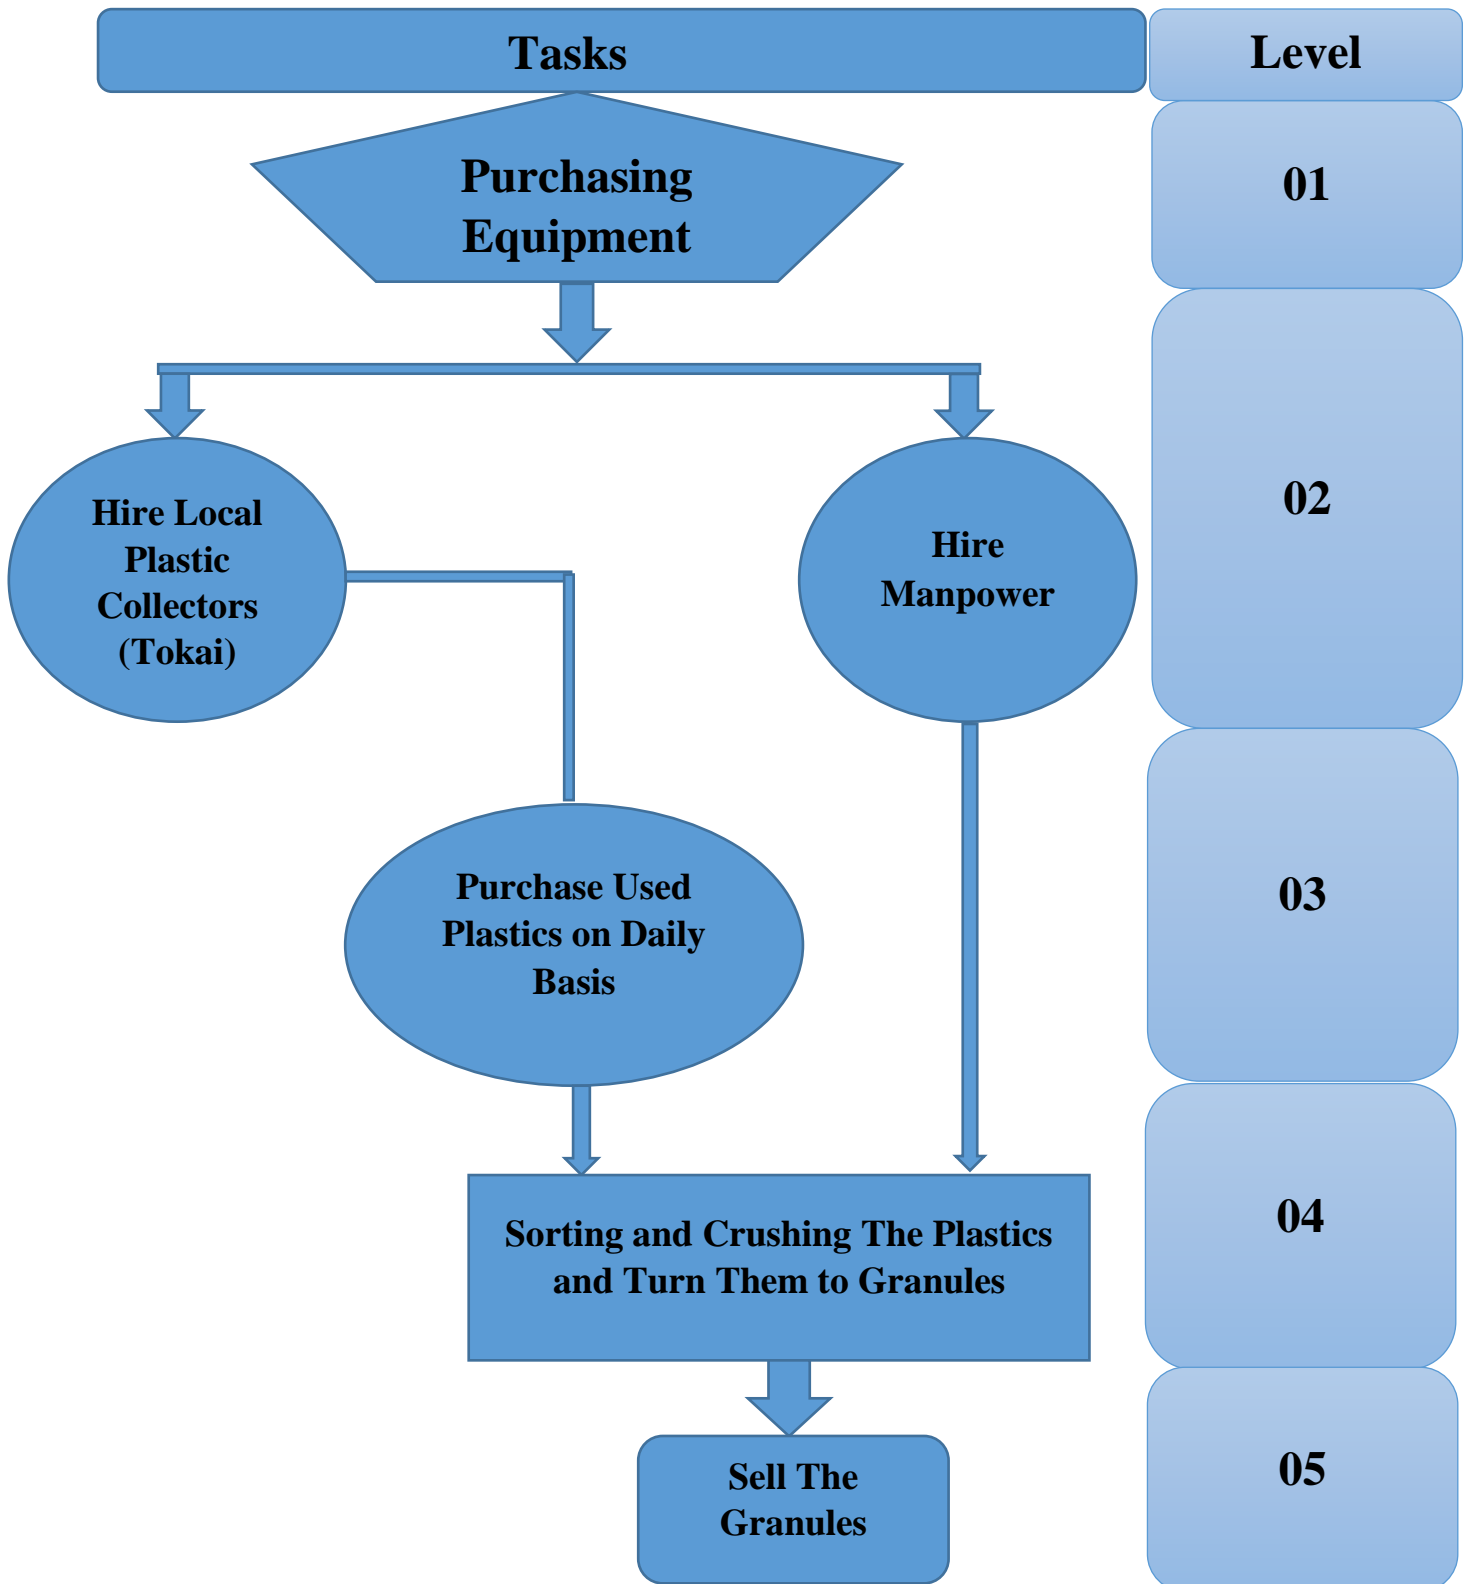 Tasks
Level
Purchasing
Equipment
01
Hire Local
Plastic
Collectors
(Tokai)
Hire
Manpower
02
Purchase Used
Plastics on Daily
Basis
03
Sorting and Crushing The Plastics
and Turn Them to Granules
04
Sell The
Granules
05